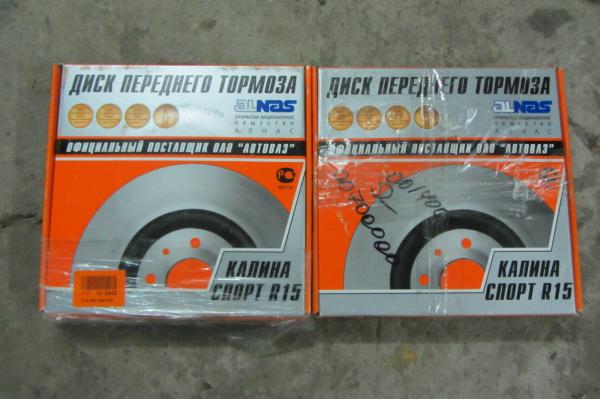 ДИСК ПЕРЕДНЕГО ТОРМОЗА
ALNAS
ОТКРЫТОЕ АКЦИОНЕРНОЕ
ОБЩЕСТВО
АЛНАС
ОФИЦИАЛЬНЫЙ ПОСТАВЩИК ОАО "АВТОВАЗ"
МТ14
КАЛИНА
СПОРТ R15
ДИСК ПЕРЕДНЕГО ТОРМОЗА
ALNAS
ОТКРЫТОЕ АКЦИОНЕРНОЕ
ОБЩЕСТВО
АЛНАС
ОФИЦИАЛЬНЫЙ ПОСТАВЩИК ОАО "АВТОВАЗ"
КАЛИНА
СПОРТ R15